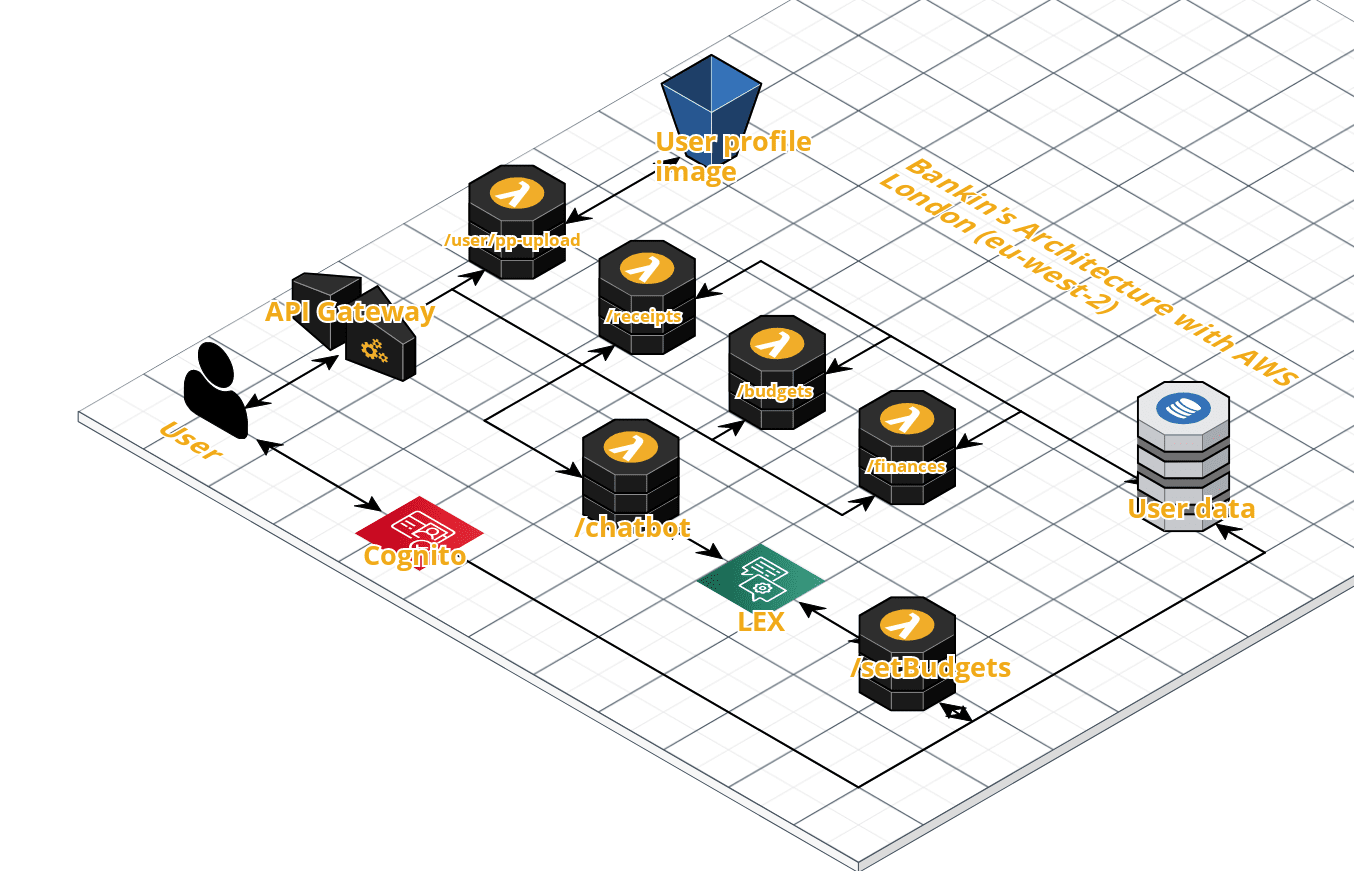 User profile
image
Bankin's Architecture with AWS
London (eu-west-2)
/user/pp-upload
API Gateway
/receipts
/budgets
User
/finances
User data
/chatbot
Cognito
LEX
/setBudgets